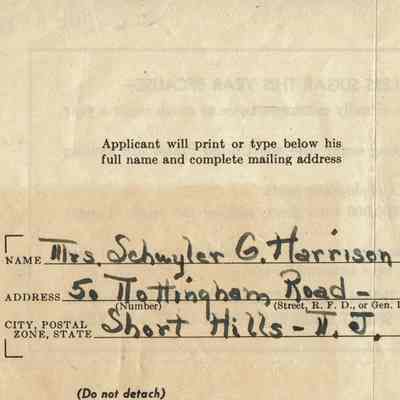 Applicant will print or type below his
full name and complete mailing address
NAME Mrs. Schuyler G. Harrison
ADDRESS 50 Nottingham Road -
(Number) (Street, R. F. D., or Gen.
CITY, POSTAL
ZONE, STATE Short Hills - N. J.
(Do not detach)